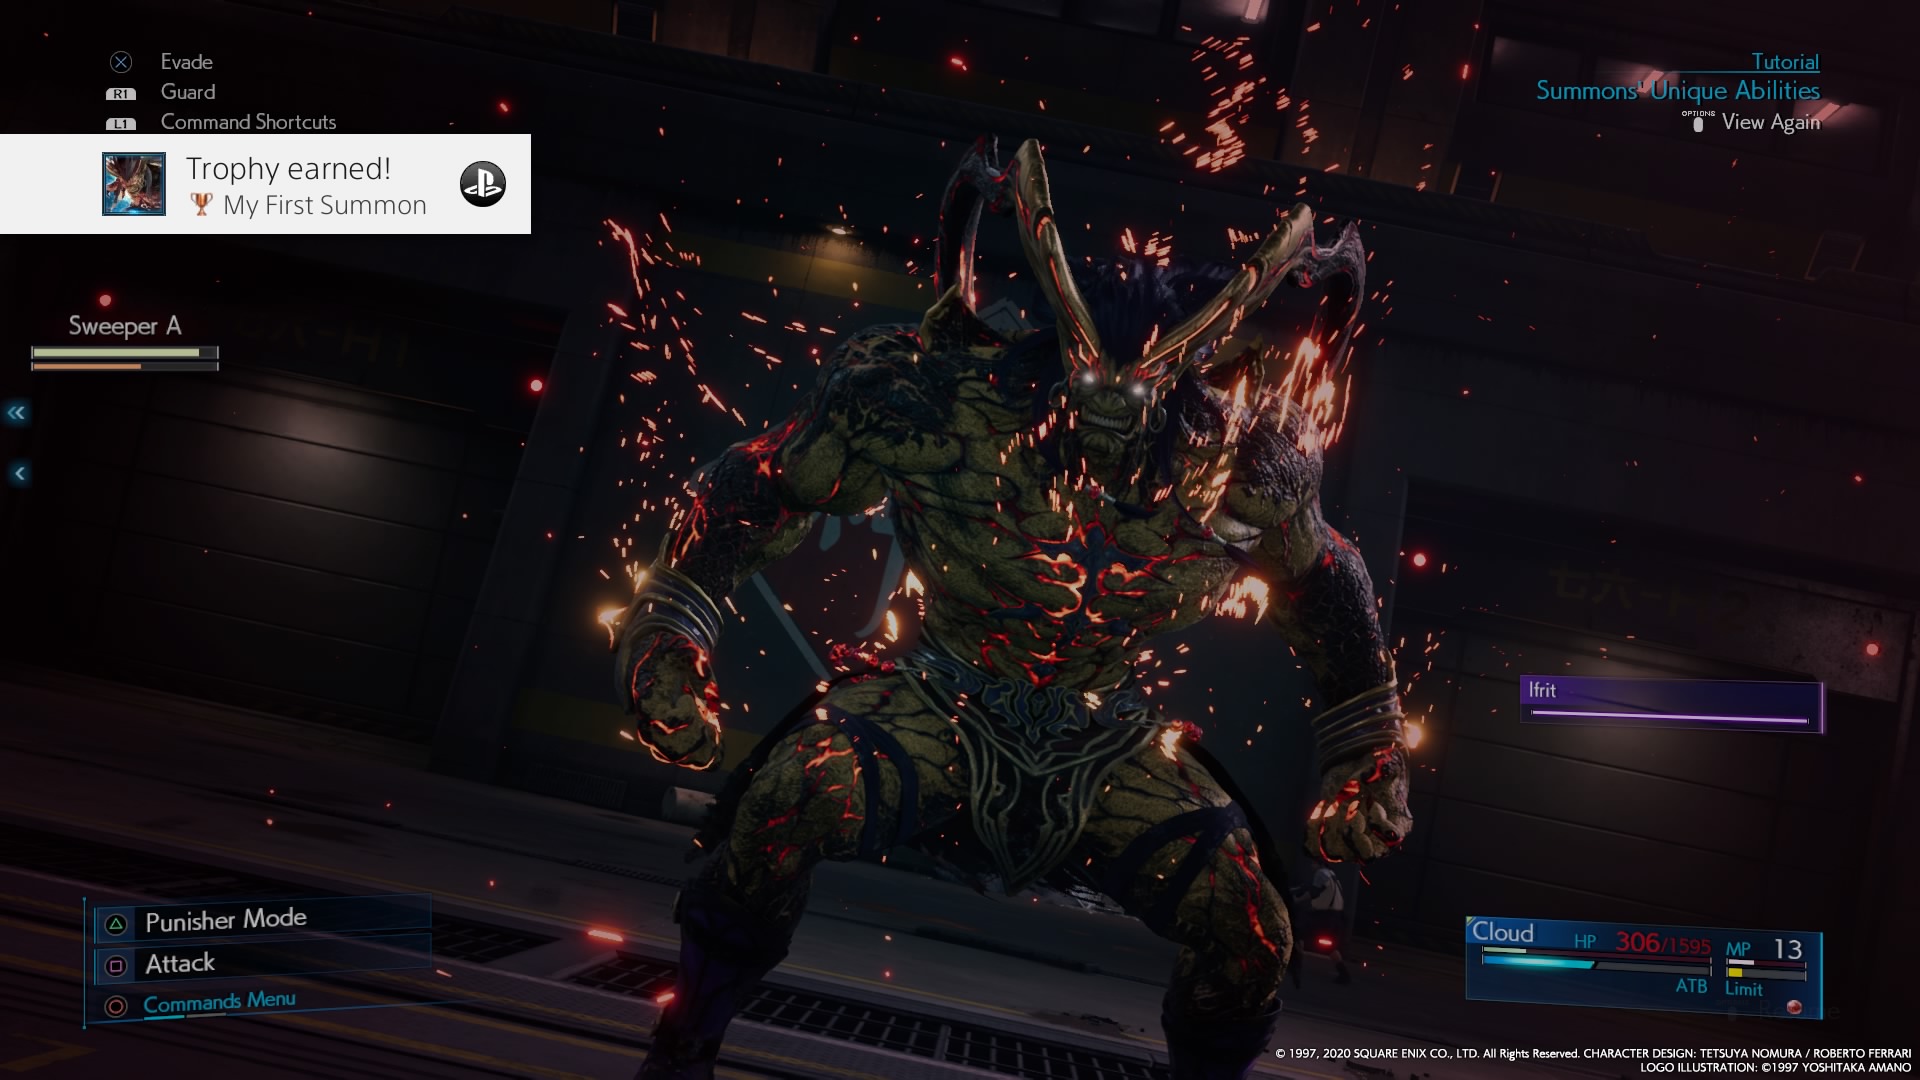 Evade
R1 Guard
L1 Command Shortcuts
Trophy earned!
My First Summon
Tutorial
Summons' Unique Abilities
OPTIONS View Again
Sweeper A
Ifrit
Punisher Mode
Attack
Commands Menu
Cloud HP 306/1595 MP 13
ATB Limit
© 1997, 2020 SQUARE ENIX CO., LTD. All Rights Reserved. CHARACTER DESIGN: TETSUYA NOMURA / ROBERTO FERRARI
LOGO ILLUSTRATION: ©1997 YOSHITAKA AMANO